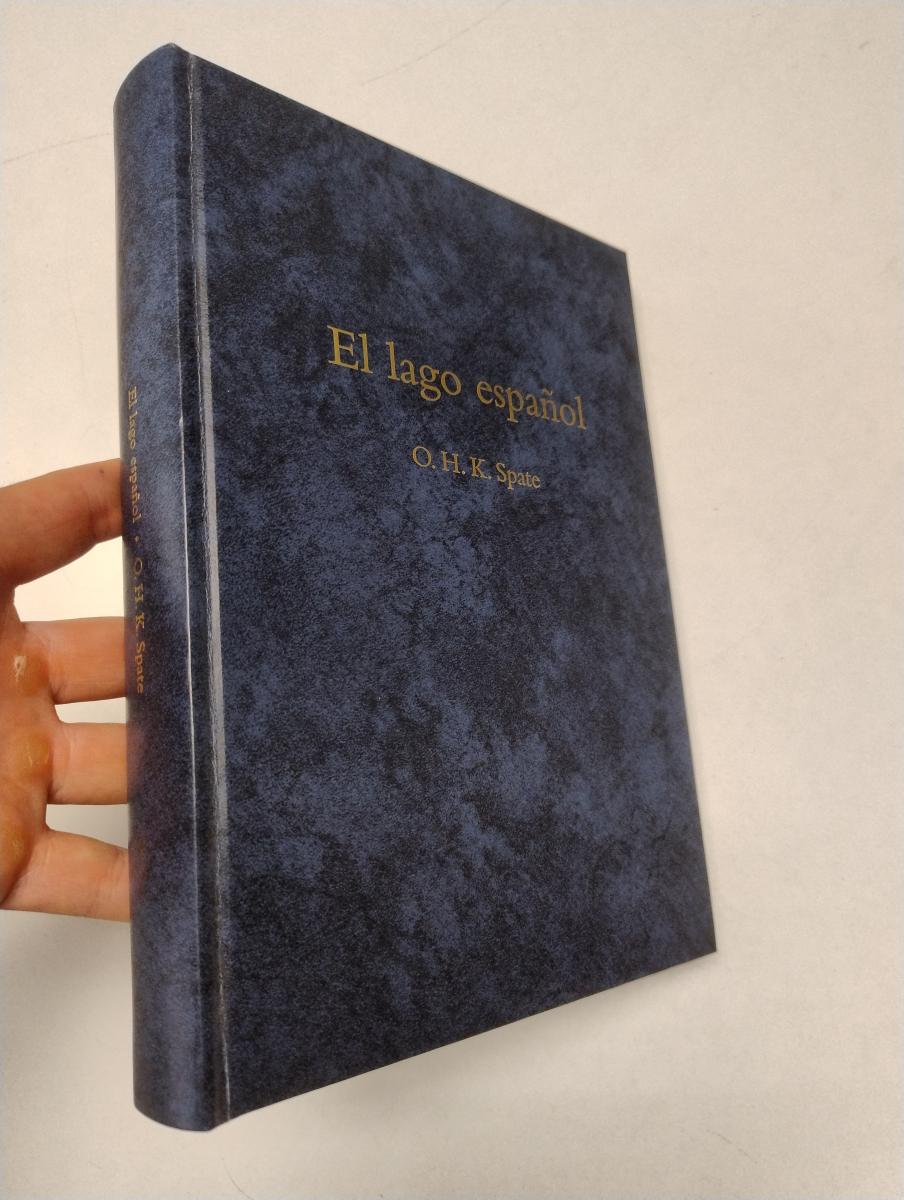 El lago español
O. H. K. Spate
El lago español • O. H. K. Spate